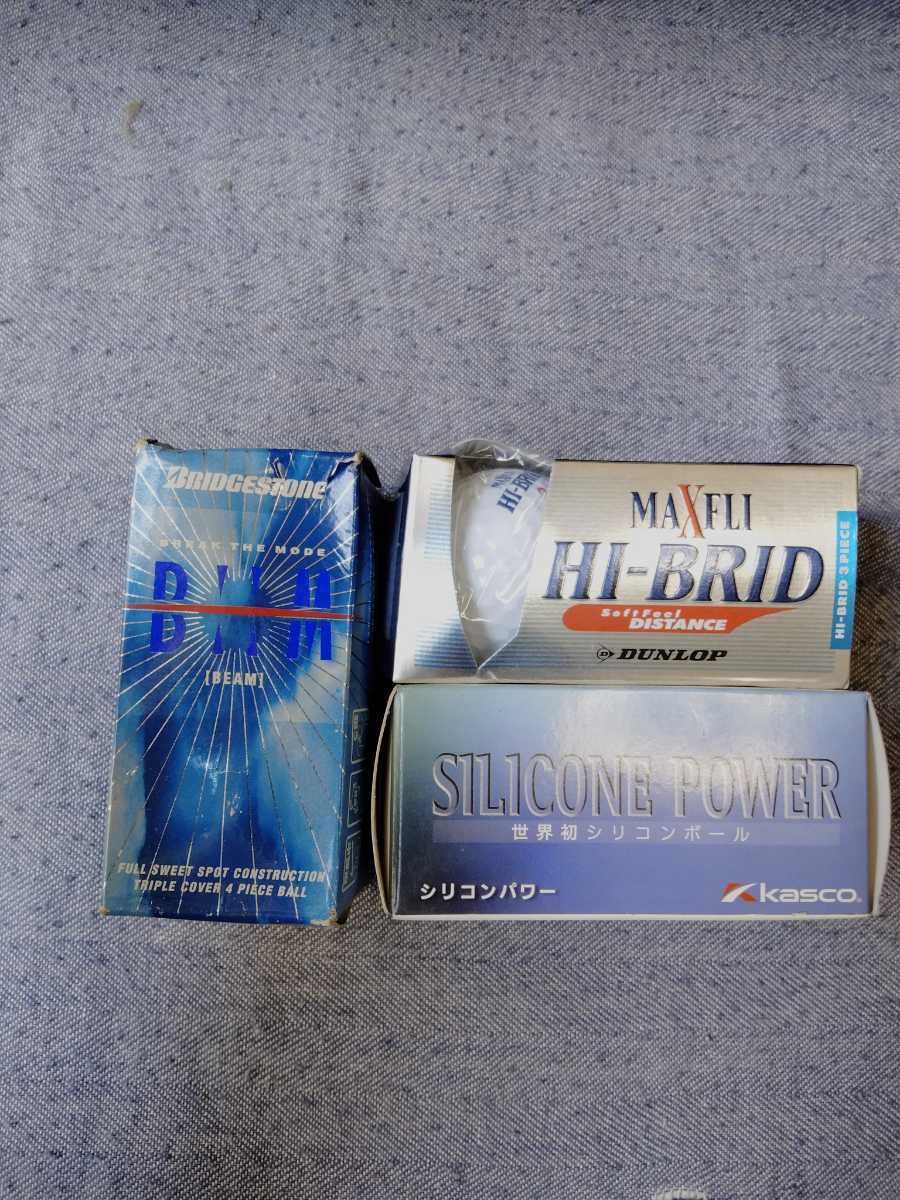 BRIDGESTONE
BREAK THE MODE
[BEAM]
FULL SWEET SPOT CONSTRUCTION
TRIPLE COVER 4 PIECE BALL
HI-BRID
MAXFLI
HI-BRID
Soft Feel
DISTANCE
DUNLOP
HI-BRID 3 PIECE
SILICONE POWER
世界初シリコンボール
シリコンパワー
kasco